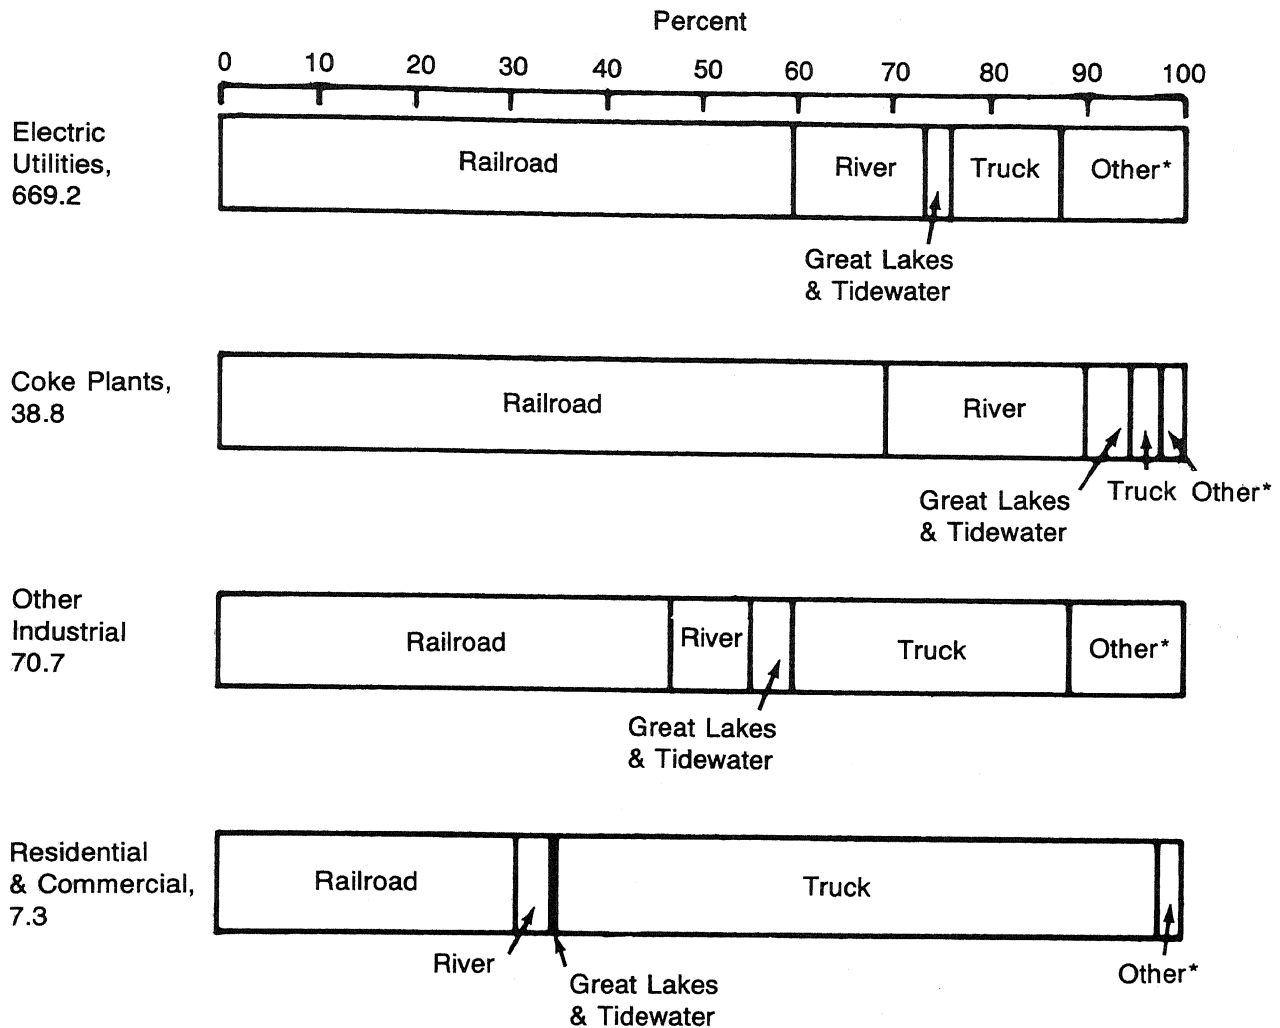 Percent
0 10 20 30 40 50 60 70 80 90 100
Electric
Utilities,
669.2
Railroad River Truck Other*
Great Lakes
& Tidewater
Coke Plants,
38.8
Railroad River
Great Lakes
& Tidewater
Truck Other*
Other
Industrial
70.7
Railroad River Truck Other*
Great Lakes
& Tidewater
Residential
& Commercial,
7.3
Railroad Truck
River
Great Lakes
& Tidewater
Other*